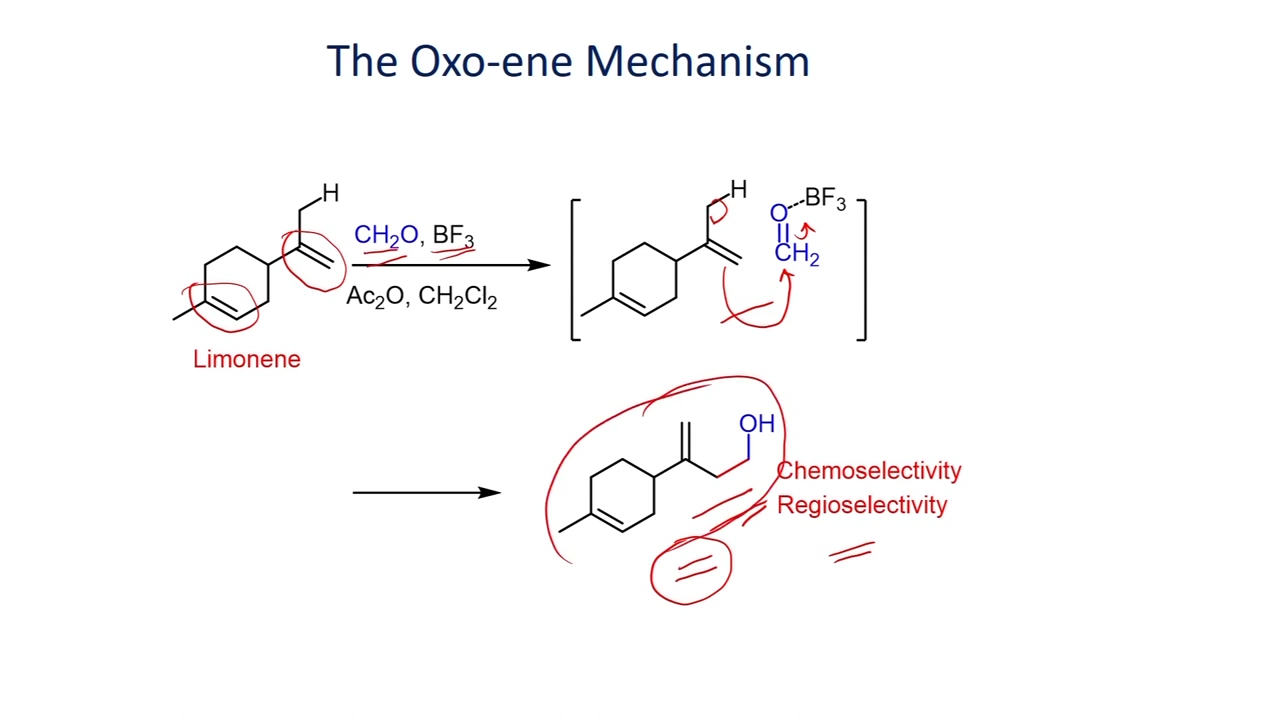 The Oxo-ene Mechanism
H
CH₂O, BF₃
Ac₂O, CH₂Cl₂
Limonene
H
O---BF₃
CH₂
OH
Chemoselectivity
Regioselectivity